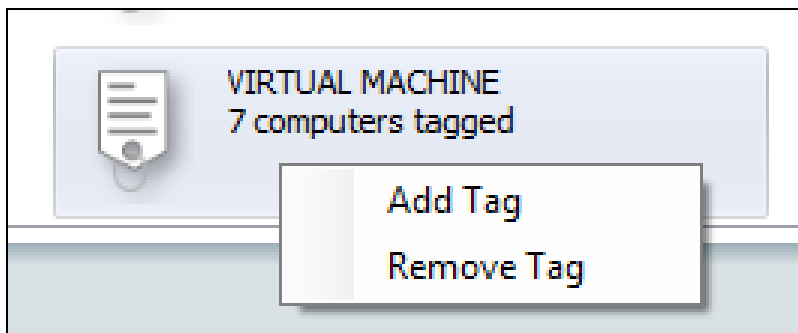 VIRTUAL MACHINE
7 computers tagged
Add Tag
Remove Tag